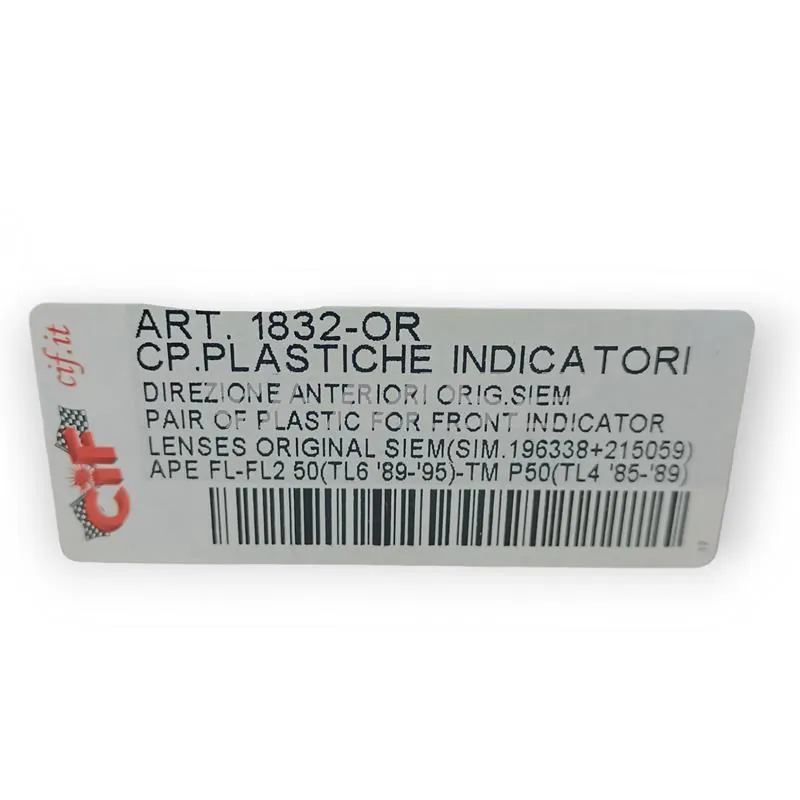 ART. 1832-OR
CP.PLASTICHE INDICATORI
DIREZIONE ANTERIORI ORIG.SIEM
PAIR OF PLASTIC FOR FRONT INDICATOR
LENSES ORIGINAL SIEM(SIM.196338+215059)
APE FL-FL2 50(TL6 '89-'95)-TM P50(TL4 '85-'89)
cif.it
CIF